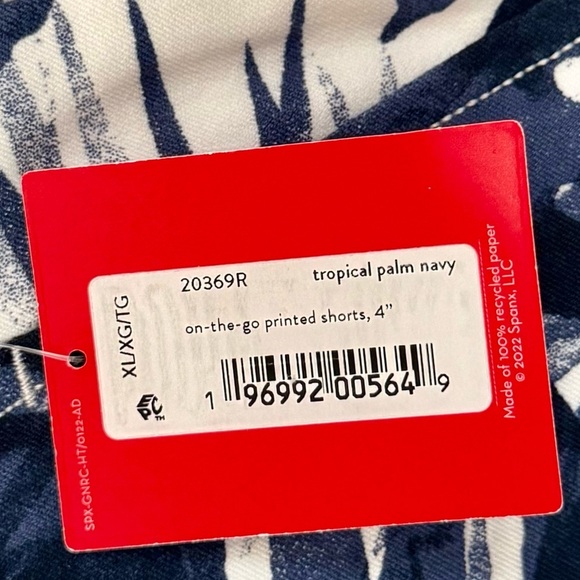 20369R tropical palm navy
on-the-go printed shorts, 4”
XL/XG/TG
EPC™
1 96992 00564 9
SPX-GNRC-HT/0122-AD
Made of 100% recycled paper
© 2022 Spanx, LLC